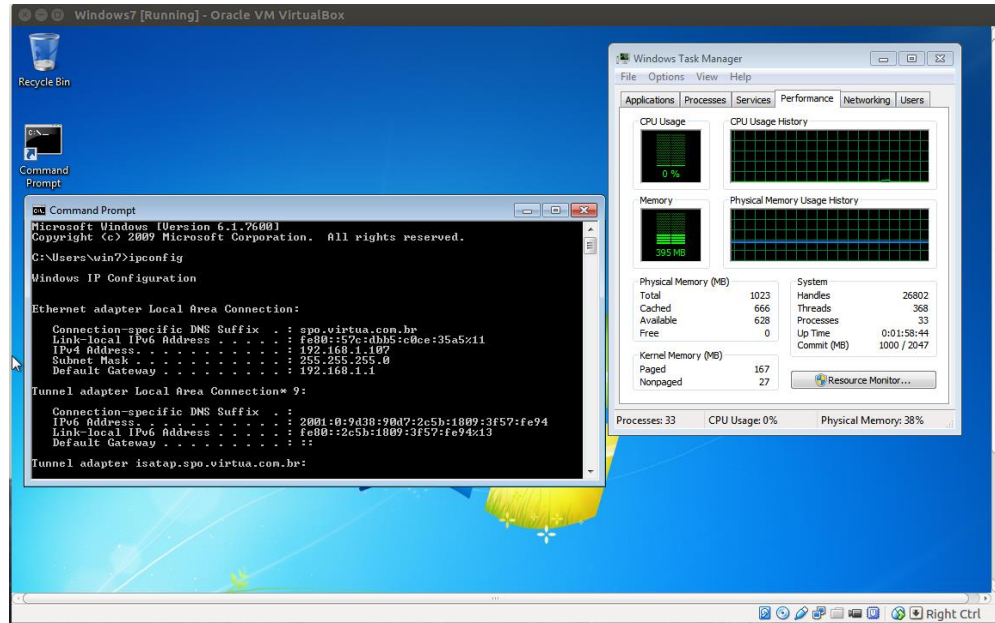 Windows7 [Running] - Oracle VM VirtualBox
Recycle Bin
C:\_
Command
Prompt
Command Prompt
Microsoft Windows [Version 6.1.7600]
Copyright (c) 2009 Microsoft Corporation.  All rights reserved.
C:\Users\win7>ipconfig
Windows IP Configuration
Ethernet adapter Local Area Connection:
Connection-specific DNS Suffix  . : spo.virtua.com.br
Link-local IPv6 Address . . . . . : fe80::57c:dbb5:c0ce:35a5%11
IPv4 Address. . . . . . . . . . . : 192.168.1.107
Subnet Mask . . . . . . . . . . . : 255.255.255.0
Default Gateway . . . . . . . . . : 192.168.1.1
Tunnel adapter Local Area Connection* 9:
Connection-specific DNS Suffix  . :
IPv6 Address. . . . . . . . . . . : 2001:0:9d38:90d7:2c5b:1809:3f57:fe94
Link-local IPv6 Address . . . . . : fe80::2c5b:1809:3f57:fe94%13
Default Gateway . . . . . . . . . : ::
Tunnel adapter isatap.spo.virtua.com.br:
Windows Task Manager
File Options View Help
Applications Processes Services Performance Networking Users
CPU Usage CPU Usage History
0 %
Memory Physical Memory Usage History
395 MB
Physical Memory (MB)
Total 1023
Cached 666
Available 628
Free 0
Kernel Memory (MB)
Paged 167
Nonpaged 27
System
Handles 26802
Threads 368
Processes 33
Up Time 0:01:58:44
Commit (MB) 1000 / 2047
Resource Monitor...
Processes: 33 CPU Usage: 0% Physical Memory: 38%
Right Ctrl